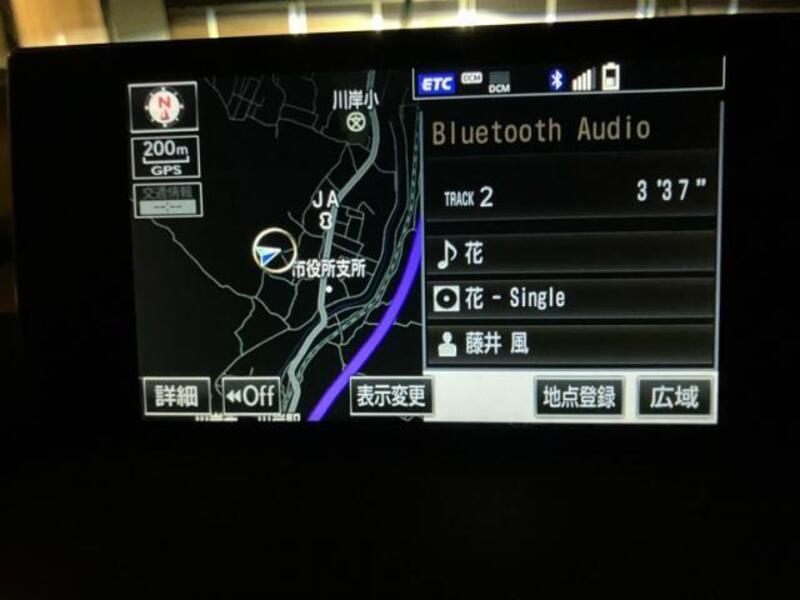 ETC DCM DCM
N
川岸小
Bluetooth Audio
200m
GPS
交通情報
--:--
TRACK 2 3'37"
JA
花
市役所支所
花 - Single
藤井 風
詳細 ◀◀Off 表示変更 地点登録 広域